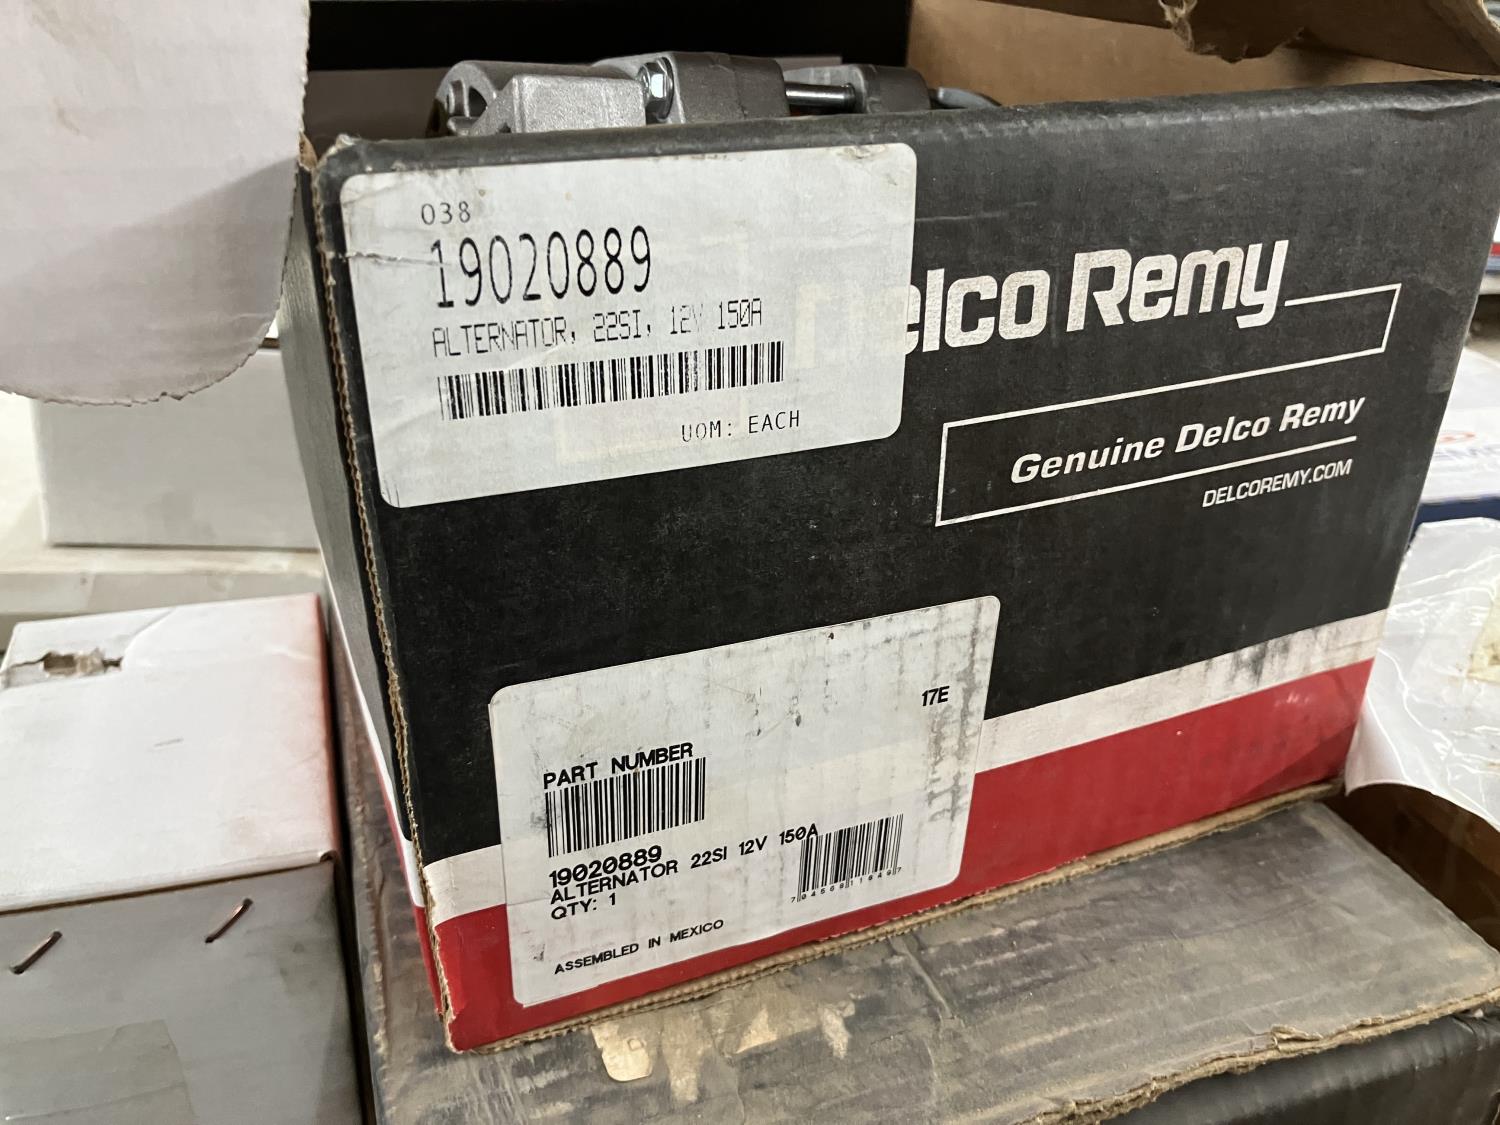 038
19020889
ALTERNATOR, 22SI, 12V 150A
UOM: EACH
Delco Remy
Genuine Delco Remy
DELCOREMY.COM
17E
PART NUMBER
19020889
ALTERNATOR 22SI 12V 150A
QTY: 1
ASSEMBLED IN MEXICO